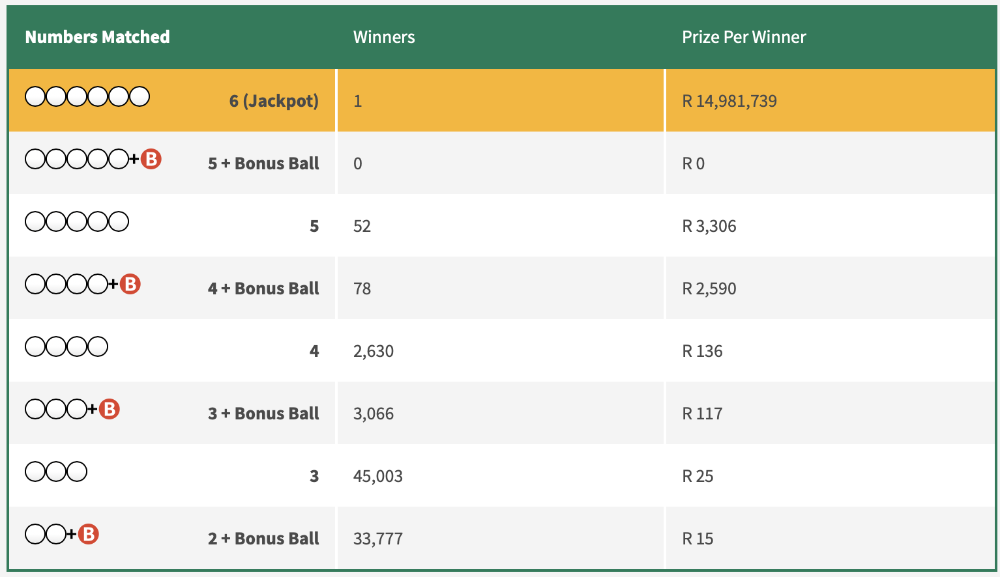 Numbers Matched Winners Prize Per Winner
6 (Jackpot) 1 R 14,981,739
+B 5 + Bonus Ball 0 R 0
5 52 R 3,306
+B 4 + Bonus Ball 78 R 2,590
4 2,630 R 136
+B 3 + Bonus Ball 3,066 R 117
3 45,003 R 25
+B 2 + Bonus Ball 33,777 R 15